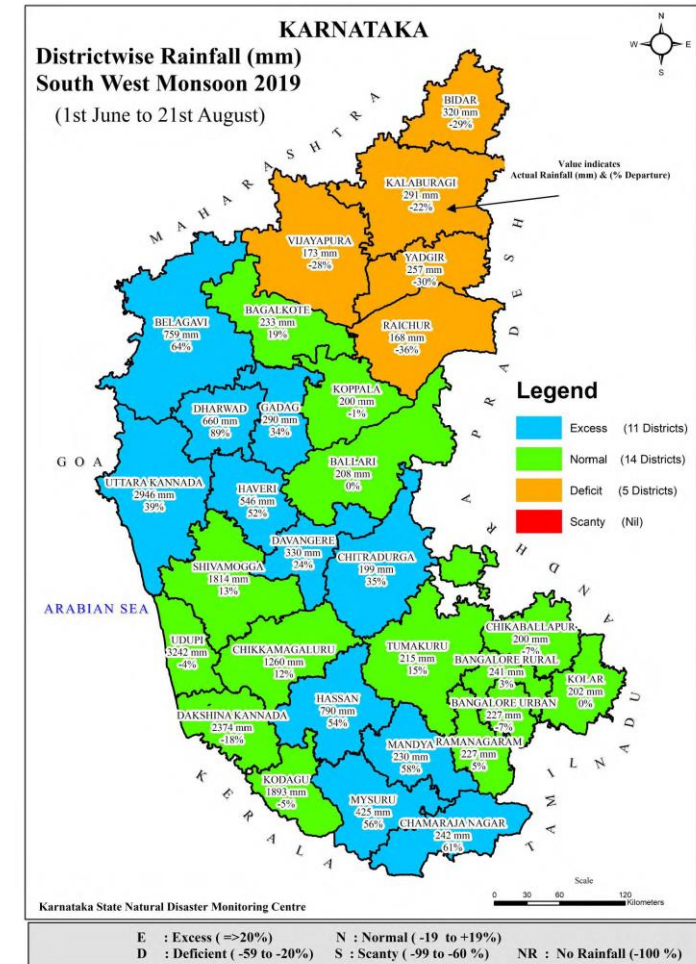 KARNATAKA
Districtwise Rainfall (mm)
South West Monsoon 2019
(1st June to 21st August)
N
W
E
S
MAHARASHTRA
BIDAR
320 mm
-29%
Value indicates
Actual Rainfall (mm) & (% Departure)
KALABURAGI
291 mm
-22%
VIJAYAPURA
173 mm
-28%
YADGIR
257 mm
-30%
BAGALKOTE
233 mm
19%
BELAGAVI
759 mm
64%
RAICHUR
168 mm
-36%
ANDHRA PRADESH
KOPPALA
200 mm
-1%
DHARWAD
660 mm
89%
GADAG
290 mm
34%
Legend
Excess (11 Districts)
Normal (14 Districts)
Deficit (5 Districts)
Scanty (Nil)
GOA
BALLARI
208 mm
0%
UTTARA KANNADA
2946 mm
39%
HAVERI
546 mm
52%
DAVANGERE
330 mm
24%
CHITRADURGA
199 mm
35%
SHIVAMOGGA
1814 mm
13%
ARABIAN SEA
UDUPI
3242 mm
-4%
CHIKKAMAGALURU
1260 mm
12%
TUMAKURU
215 mm
15%
CHIKABALLAPUR
200 mm
-7%
BANGALORE RURAL
241 mm
3%
KOLAR
202 mm
0%
HASSAN
790 mm
54%
BANGALORE URBAN
227 mm
-7%
DAKSHINA KANNADA
2374 mm
-18%
MANDYA
230 mm
58%
RAMANAGARAM
227 mm
5%
KODAGU
1893 mm
-5%
MYSURU
425 mm
56%
CHAMARAJA NAGAR
242 mm
61%
KERALA
TAMILNADU
Scale
0 30 60 120
Kilometers
Karnataka State Natural Disaster Monitoring Centre
E : Excess ( =>20%) N : Normal ( -19 to +19%)
D : Deficient ( -59 to -20%) S : Scanty ( -99 to -60 %) NR : No Rainfall (-100 %)